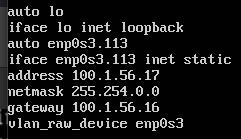 auto lo
iface lo inet loopback
auto enp0s3.113
iface enp0s3.113 inet static
address 100.1.56.17
netmask 255.254.0.0
gateway 100.1.56.16
vlan_raw_device enp0s3